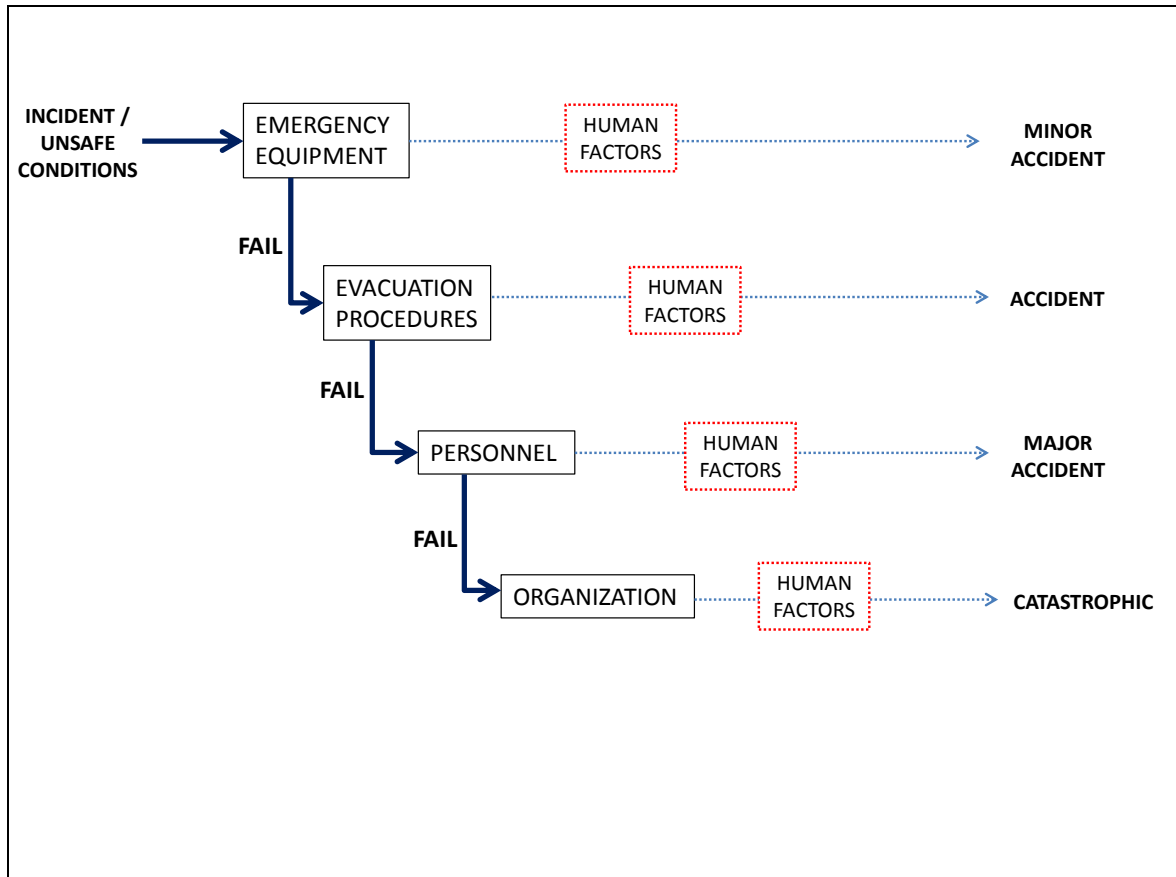 INCIDENT /
UNSAFE
CONDITIONS
EMERGENCY
EQUIPMENT
HUMAN
FACTORS
MINOR
ACCIDENT
FAIL
EVACUATION
PROCEDURES
HUMAN
FACTORS
ACCIDENT
FAIL
PERSONNEL
HUMAN
FACTORS
MAJOR
ACCIDENT
FAIL
ORGANIZATION
HUMAN
FACTORS
CATASTROPHIC